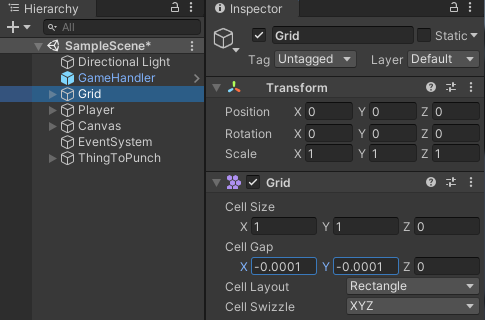 Hierarchy
All
SampleScene*
Directional Light
GameHandler
Grid
Player
Canvas
EventSystem
ThingToPunch
Inspector
Grid Static
Tag Untagged Layer Default
Transform
Position X 0 Y 0 Z 0
Rotation X 0 Y 0 Z 0
Scale X 1 Y 1 Z 1
Grid
Cell Size
X 1 Y 1 Z 0
Cell Gap
X -0.0001 Y -0.0001 Z 0
Cell Layout Rectangle
Cell Swizzle XYZ